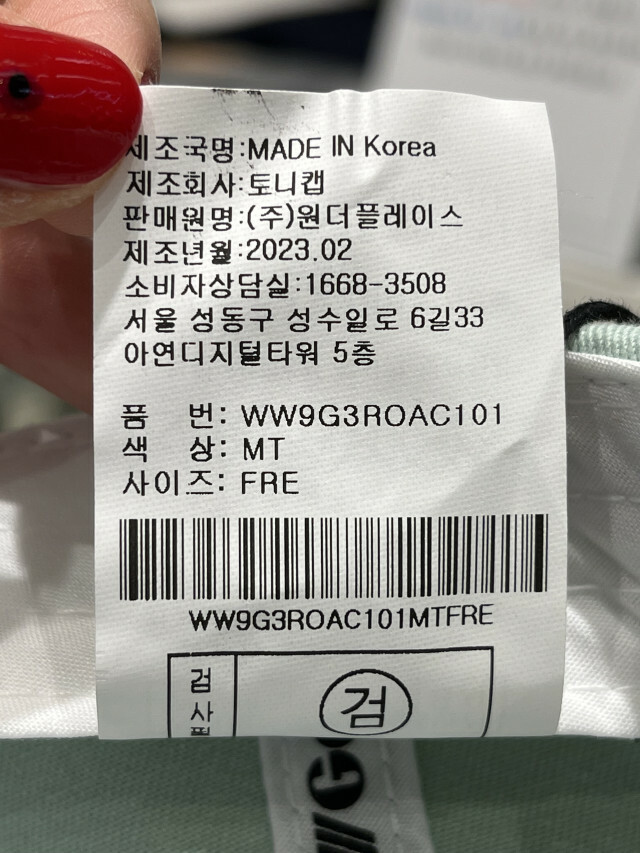 제조국명:MADE IN Korea
제조회사:토니캡
판매원명:(주)원더플레이스
제조년월:2023.02
소비자상담실:1668-3508
서울 성동구 성수일로 6길33
아연디지털타워 5층
품 번: WW9G3ROAC101
색 상: MT
사이즈: FRE
WW9G3ROAC101MTFRE
검사필
검